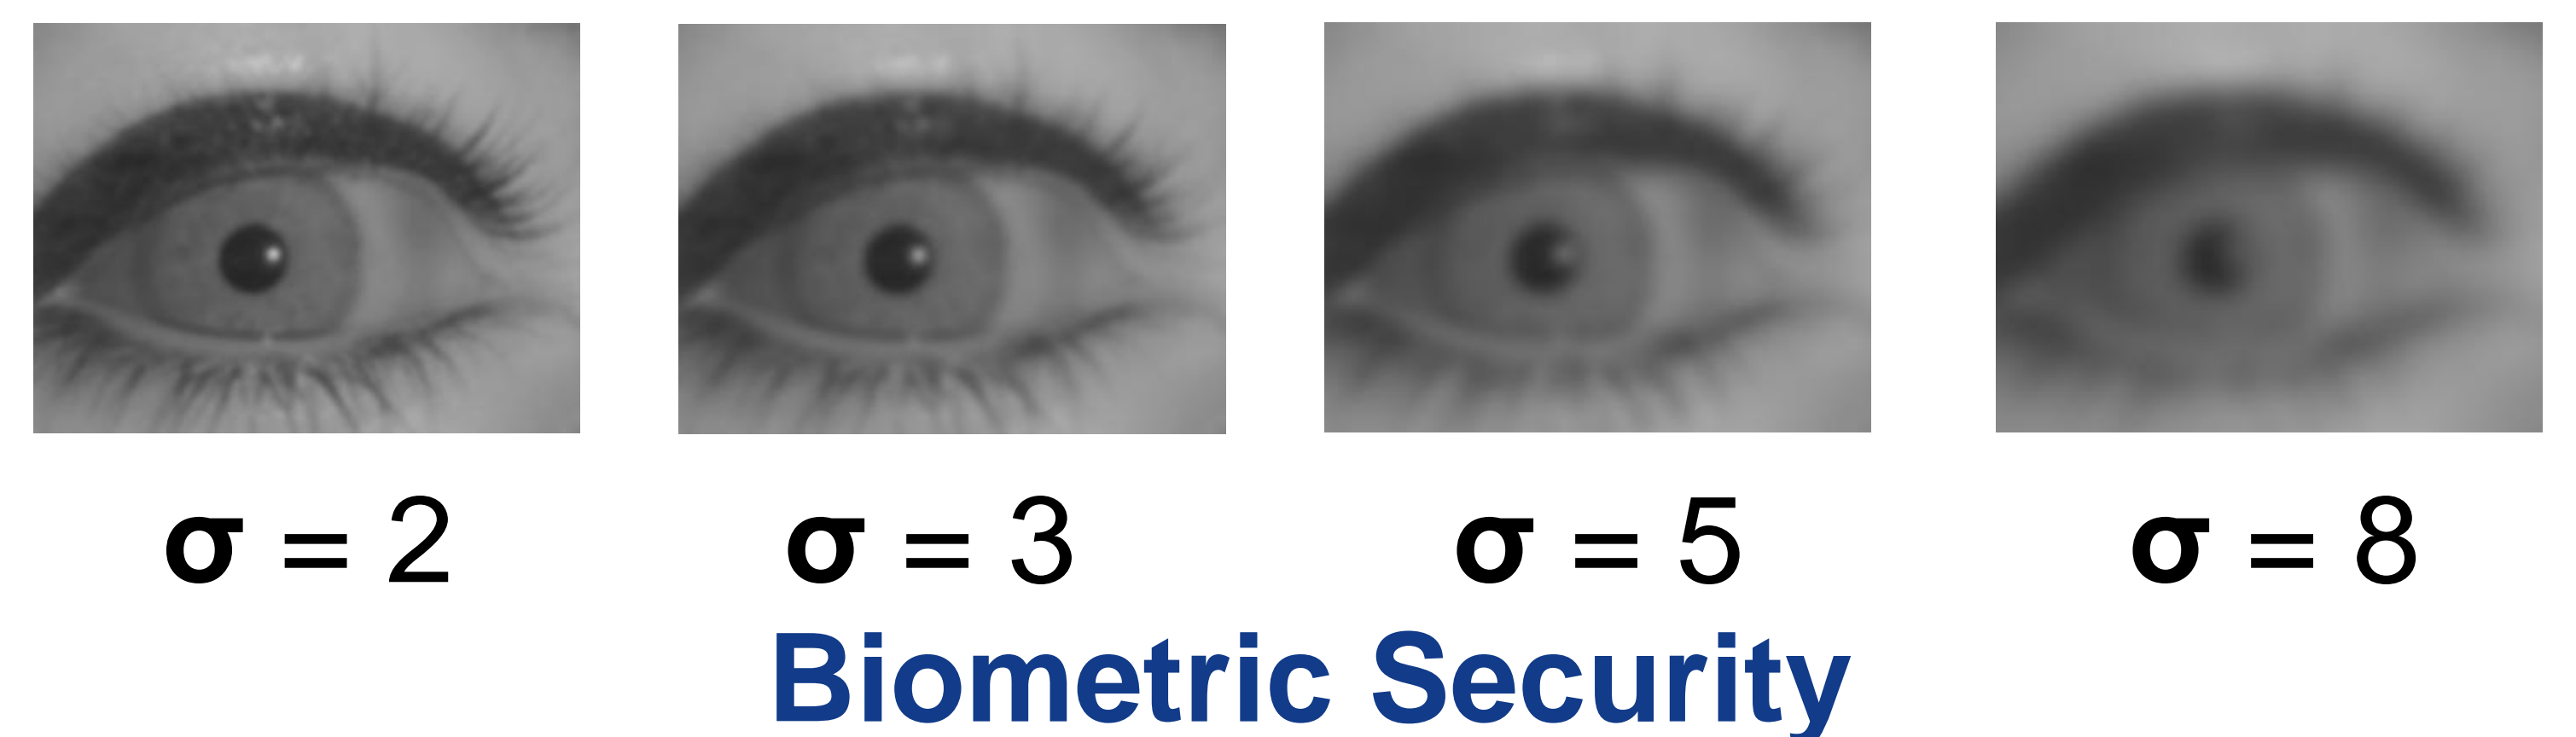 σ = 2 σ = 3 σ = 5 σ = 8
Biometric Security